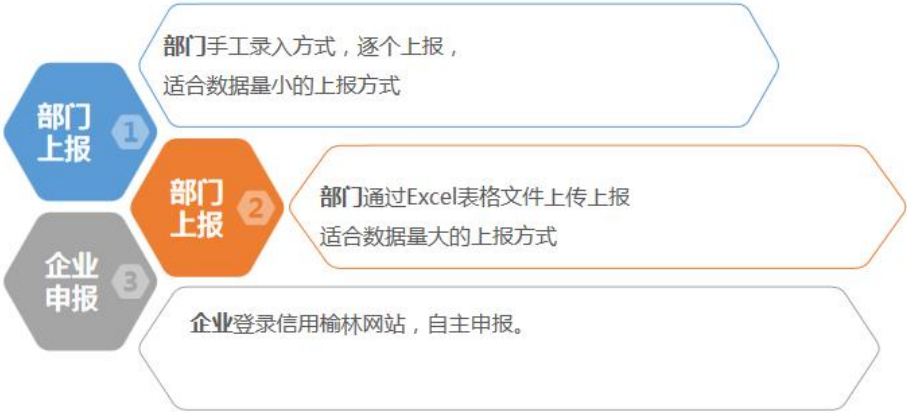 部门
上报
1
部门手工录入方式，逐个上报，
适合数据量小的上报方式
部门
上报
2
部门通过Excel表格文件上传上报
适合数据量大的上报方式
企业
申报
3
企业登录信用榆林网站，自主申报。